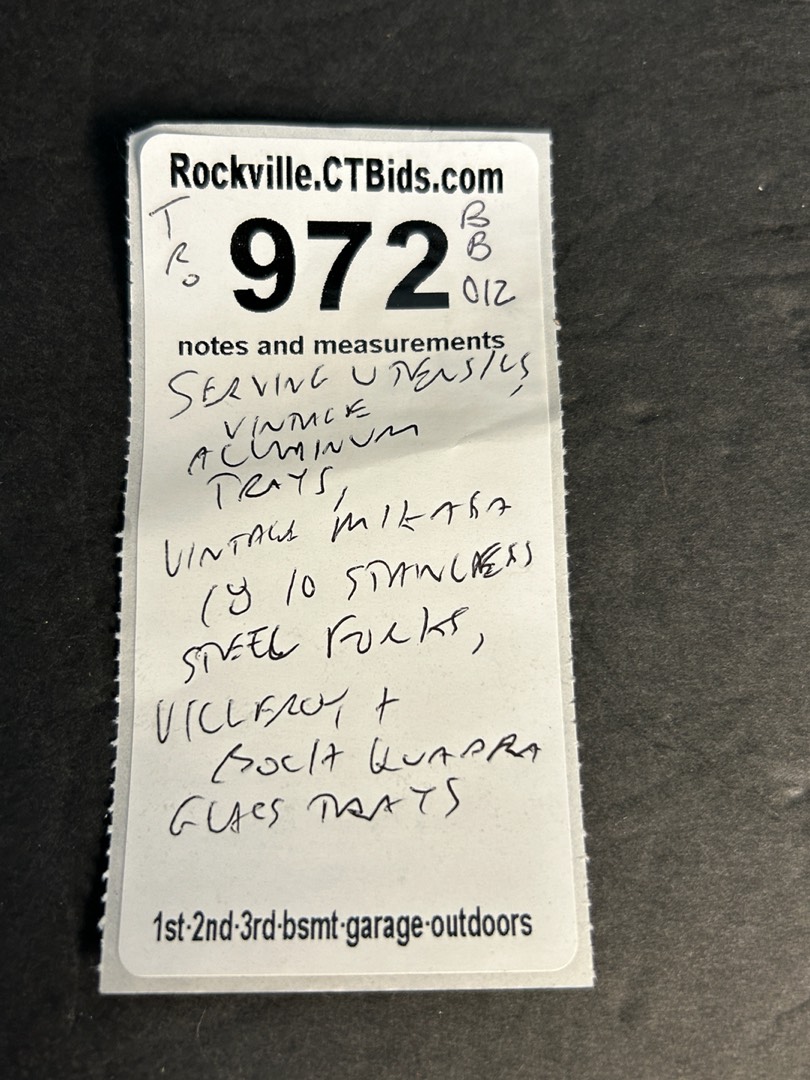 Rockville.CTBids.com
T
Ro
972
B
B
012
notes and measurements
SERVING UTENSILS,
VINTAGE
ALUMINUM
TRAYS,
VINTAGE MIKASA
18 10 STAINLESS
STEEL FORKS,
VILLEROY +
BOCH QUADRA
GLASS TRAYS
1st·2nd·3rd·bsmt·garage·outdoors